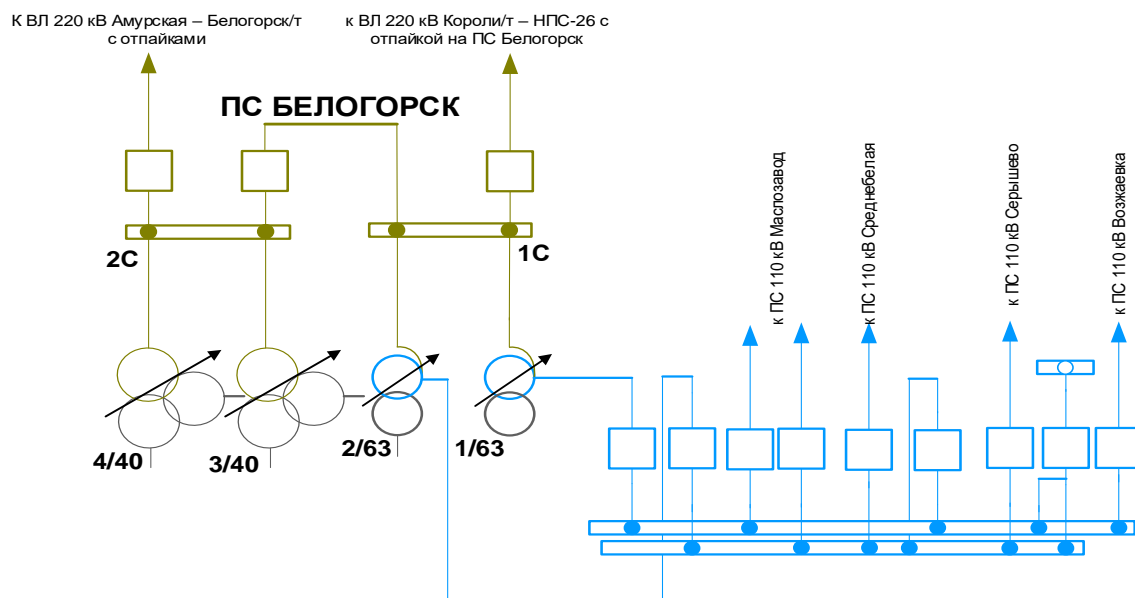 К ВЛ 220 кВ Амурская – Белогорск/т
с отпайками
к ВЛ 220 кВ Короли/т – НПС-26 с
отпайкой на ПС Белогорск
ПС БЕЛОГОРСК
2С
1С
4/40
3/40
2/63
1/63
к ПС 110 кВ Маслозавод
к ПС 110 кВ Среднебелая
к ПС 110 кВ Серышево
к ПС 110 кВ Возжаевка